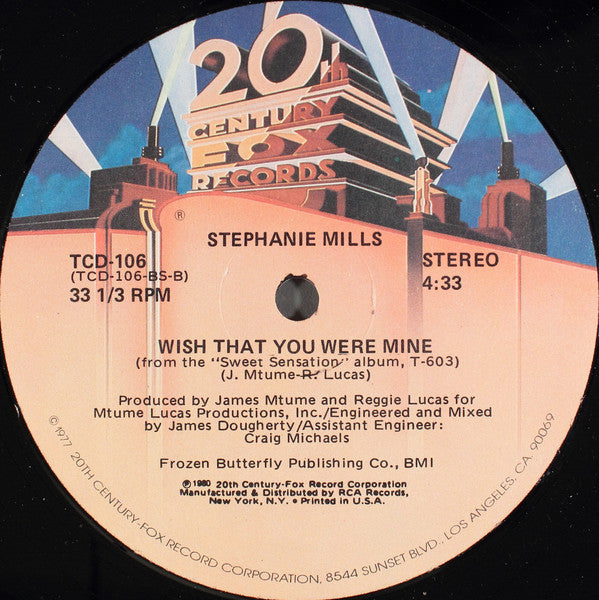 20th
CENTURY
FOX
RECORDS
®
STEPHANIE MILLS
TCD-106
(TCD-106-BS-B)
33 1/3 RPM
STEREO
4:33
WISH THAT YOU WERE MINE
(from the "Sweet Sensation" album, T-603)
(J. Mtume-R. Lucas)
Produced by James Mtume and Reggie Lucas for
Mtume Lucas Productions, Inc./Engineered and Mixed
by James Dougherty/Assistant Engineer:
Craig Michaels
Frozen Butterfly Publishing Co., BMI
℗ 1980 20th Century-Fox Record Corporation
Manufactured & Distributed by RCA Records,
New York, N.Y. • Printed in U.S.A.
© 1977, 20TH CENTURY-FOX RECORD CORPORATION, 8544 SUNSET BLVD., LOS ANGELES, CA. 90069